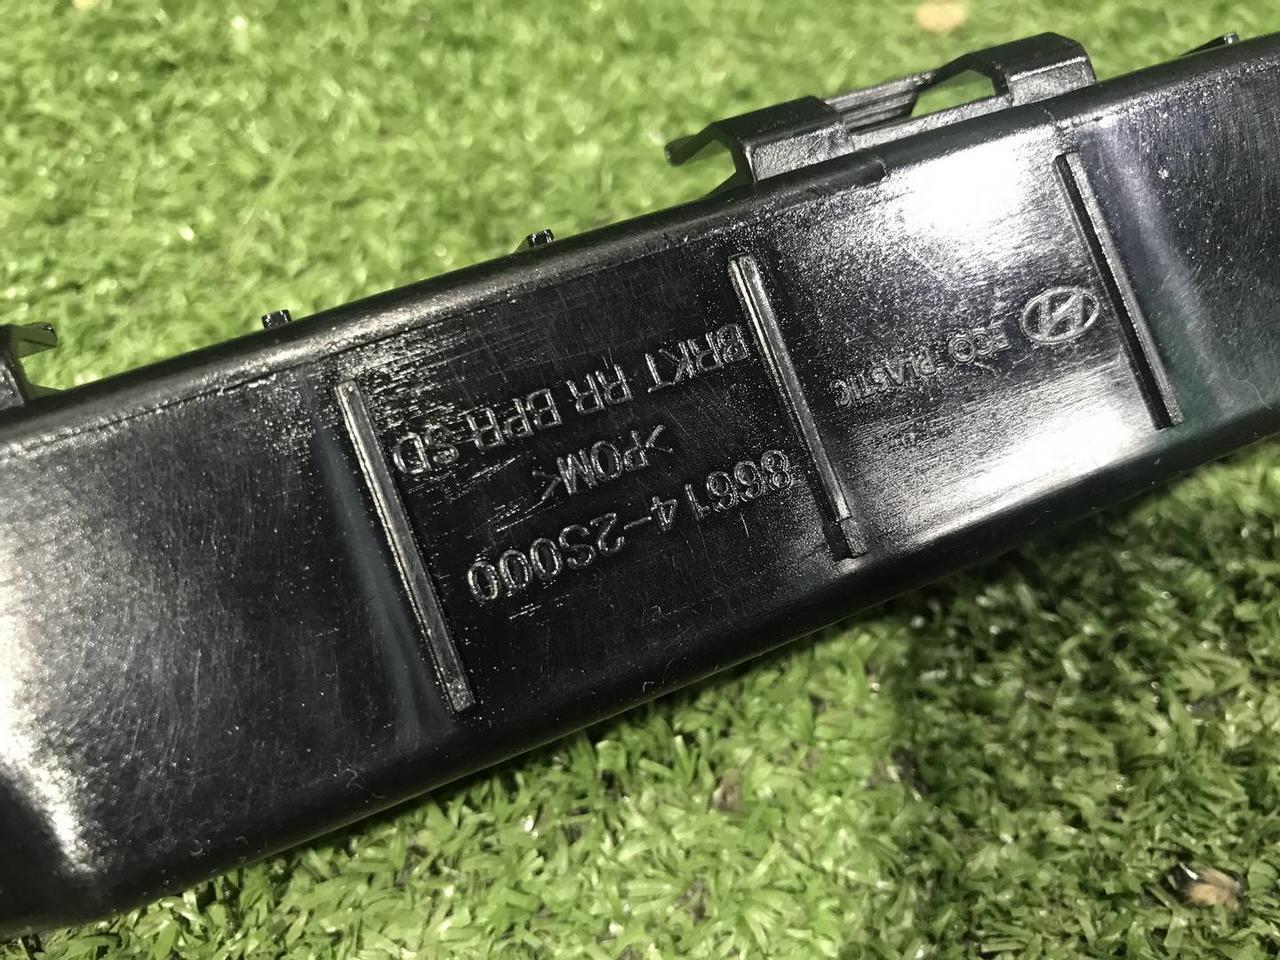 86614-2S000
>POM<
BRKT RR BPR-SD
ECO PLASTIC